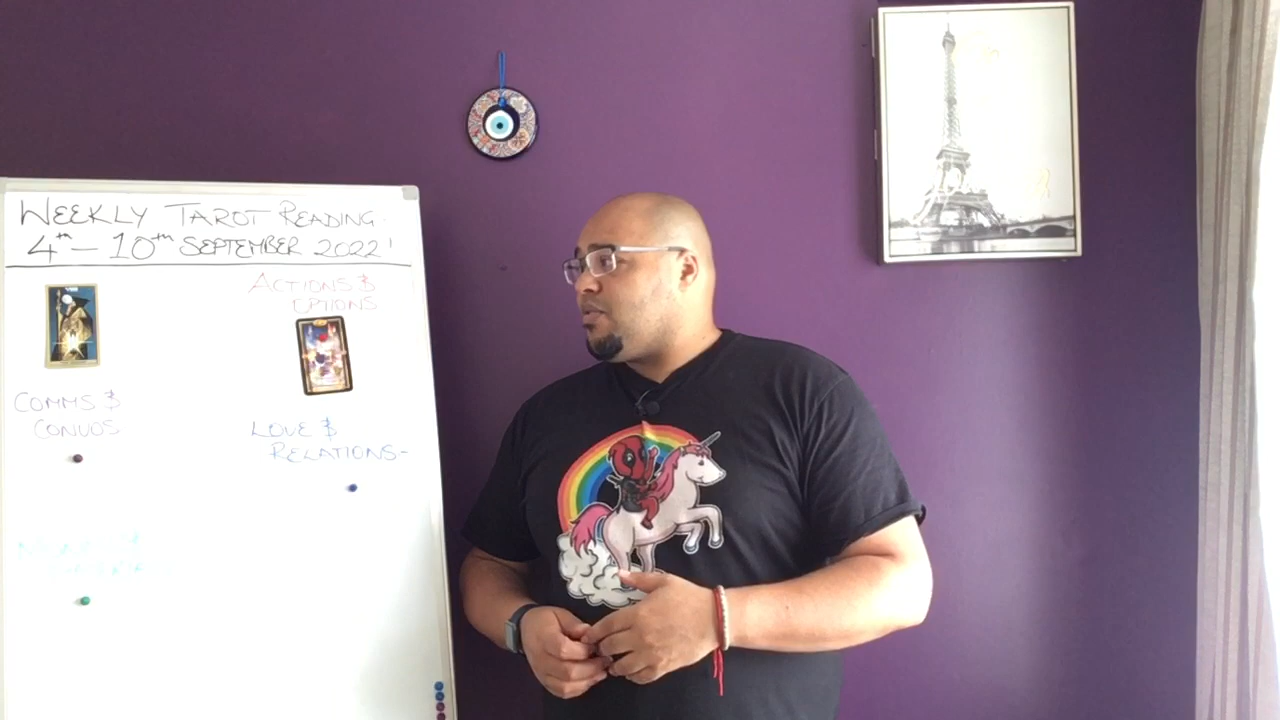 WEEKLY TAROT READING
4th – 10th SEPTEMBER 2022!
ACTIONS &
OPTIONS
COMMS &
CONVOS
LOVE &
RELATIONS-